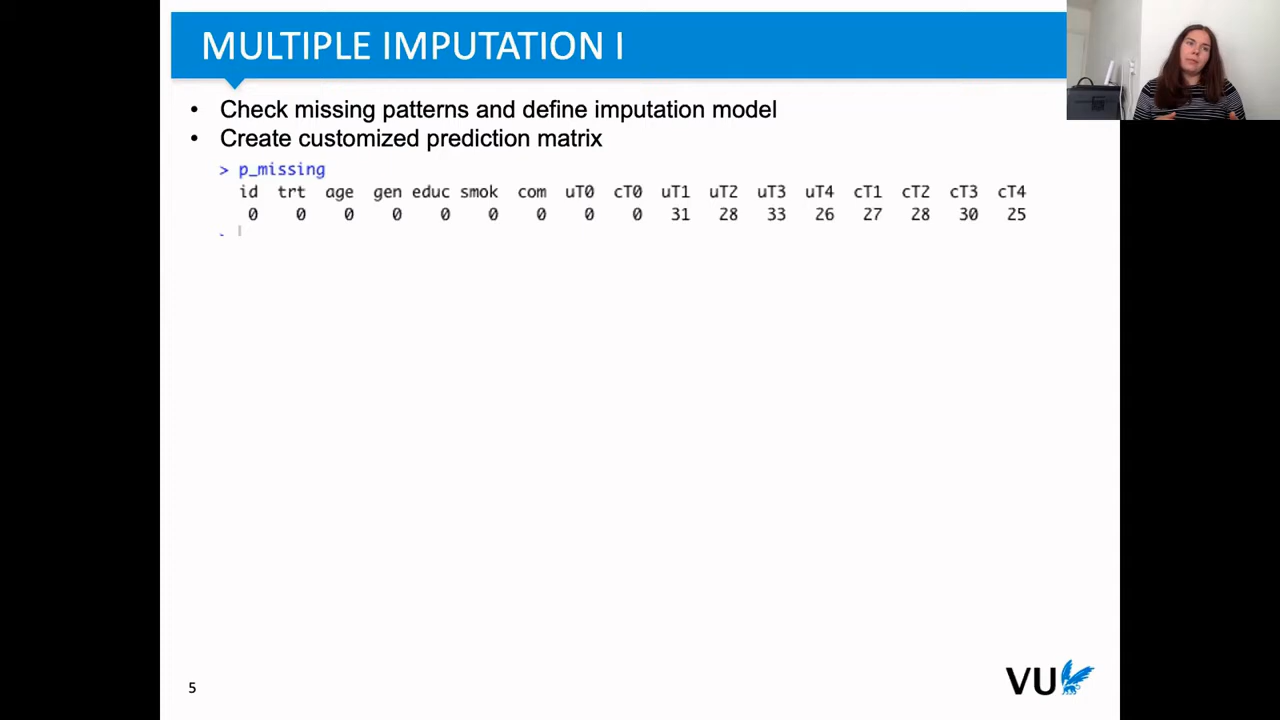 MULTIPLE IMPUTATION I
• Check missing patterns and define imputation model
• Create customized prediction matrix
> p_missing
id trt age gen educ smok com uT0 cT0 uT1 uT2 uT3 uT4 cT1 cT2 cT3 cT4
0 0 0 0 0 0 0 0 0 31 28 33 26 27 28 30 25
5
VU